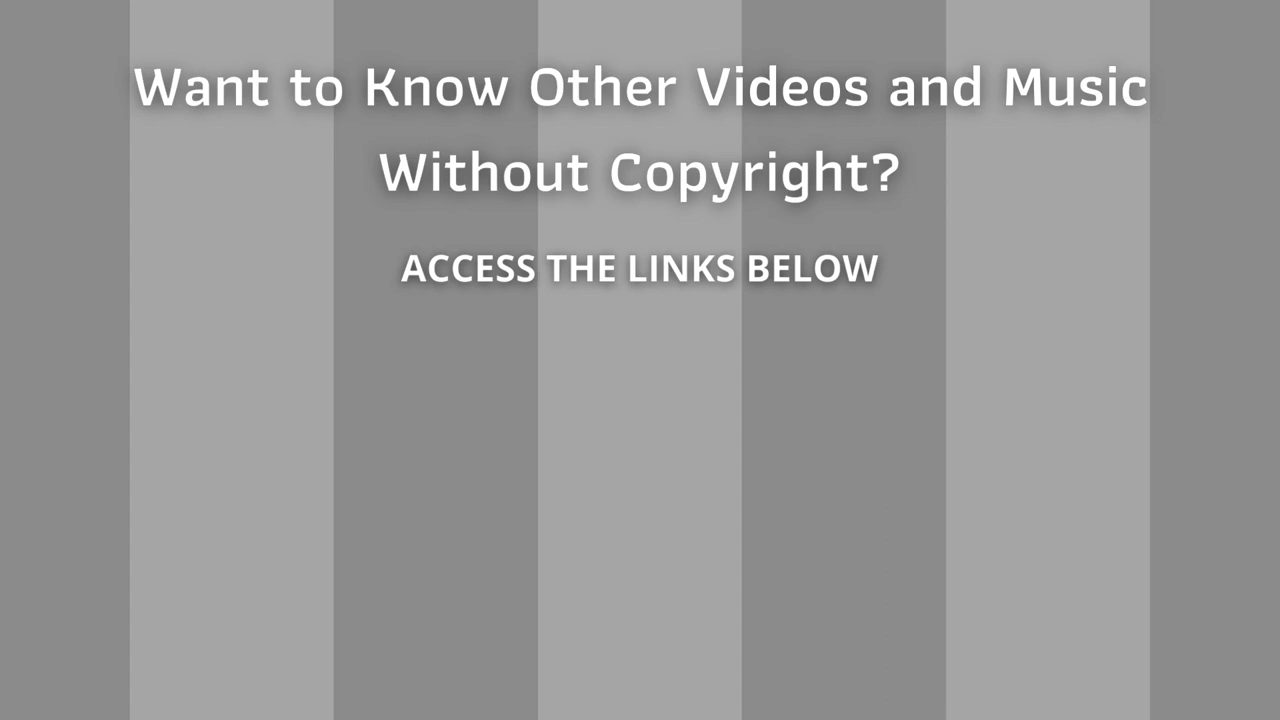 Want to Know Other Videos and Music
Without Copyright?
ACCESS THE LINKS BELOW